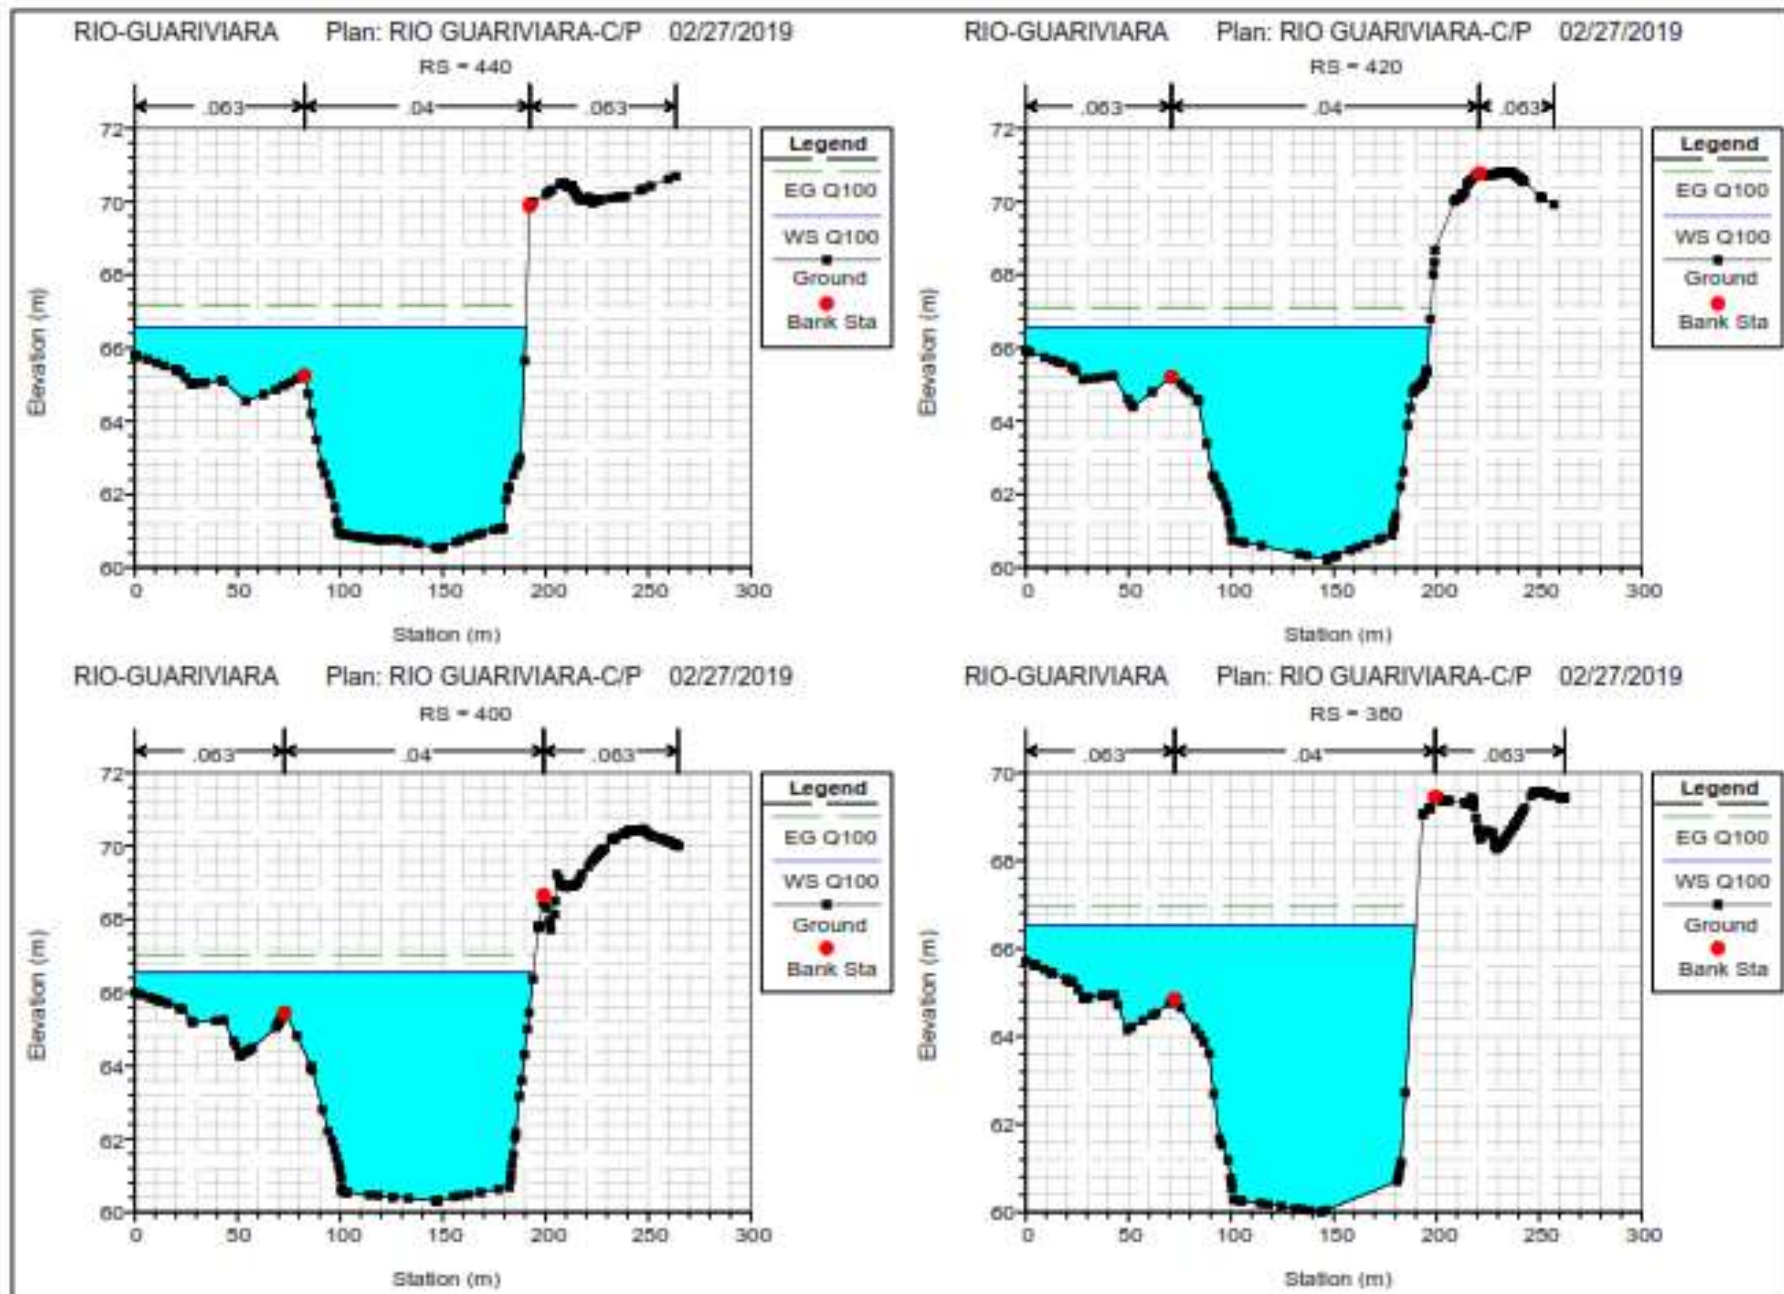 RIO-GUARIVIARA Plan: RIO GUARIVIARA-C/P 02/27/2019
RS = 440
.063 .04 .063
72
70
68
66
64
62
60
0 50 100 150 200 250 300
Elevation (m)
Station (m)
Legend
EG Q100
WS Q100
Ground
Bank Sta
RIO-GUARIVIARA Plan: RIO GUARIVIARA-C/P 02/27/2019
RS = 420
.063 .04 .063
72
70
68
66
64
62
60
0 50 100 150 200 250 300
Elevation (m)
Station (m)
Legend
EG Q100
WS Q100
Ground
Bank Sta
RIO-GUARIVIARA Plan: RIO GUARIVIARA-C/P 02/27/2019
RS = 400
.063 .04 .063
72
70
68
66
64
62
60
0 50 100 150 200 250 300
Elevation (m)
Station (m)
Legend
EG Q100
WS Q100
Ground
Bank Sta
RIO-GUARIVIARA Plan: RIO GUARIVIARA-C/P 02/27/2019
RS = 380
.063 .04 .063
70
68
66
64
62
60
0 50 100 150 200 250 300
Elevation (m)
Station (m)
Legend
EG Q100
WS Q100
Ground
Bank Sta